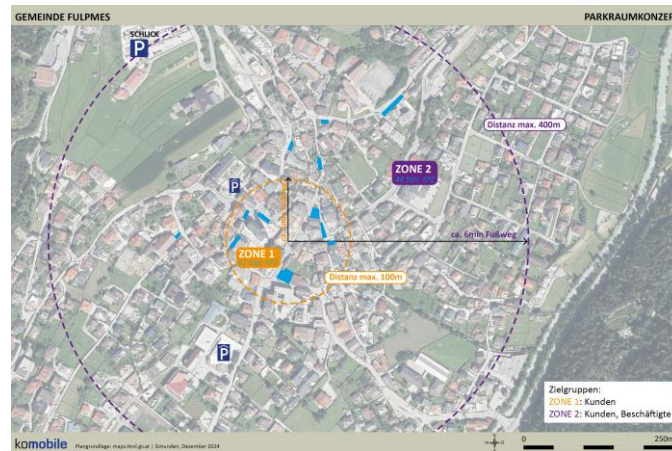 GEMEINDE FULPMES
PARKRAUMKONZEP
SCHLICK
P
Distanz max. 400m
ZONE 2
P
ca. 6min Fußweg
ZONE 1
Distanz max. 100m
P
Zielgruppen:
ZONE 1: Kunden
ZONE 2: Kunden, Beschäftigte
komobile
Plangrundlage: maps.tirol.gv.at | Gmunden, Dezember 2024
0
250m